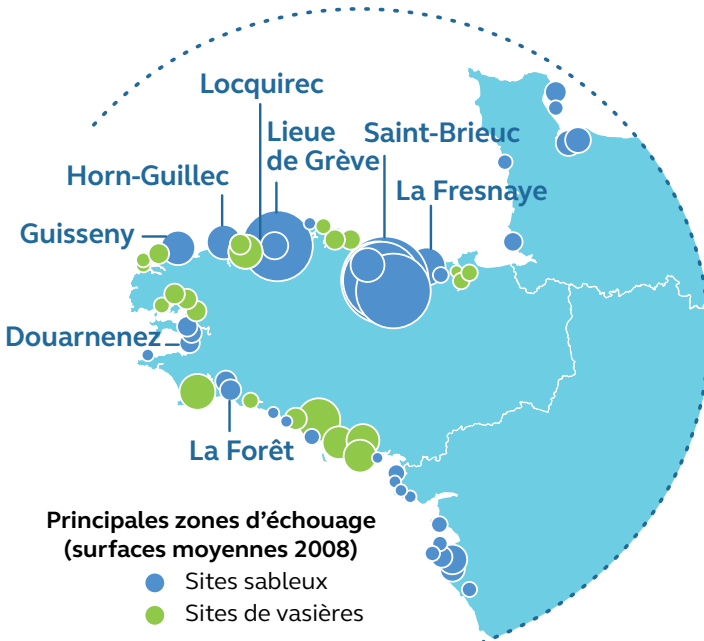 Locquirec
Lieue
de Grève
Saint-Brieuc
Horn-Guillec
La Fresnaye
Guisseny
Douarnenez
La Forêt
Principales zones d’échouage
(surfaces moyennes 2008)
Sites sableux
Sites de vasières